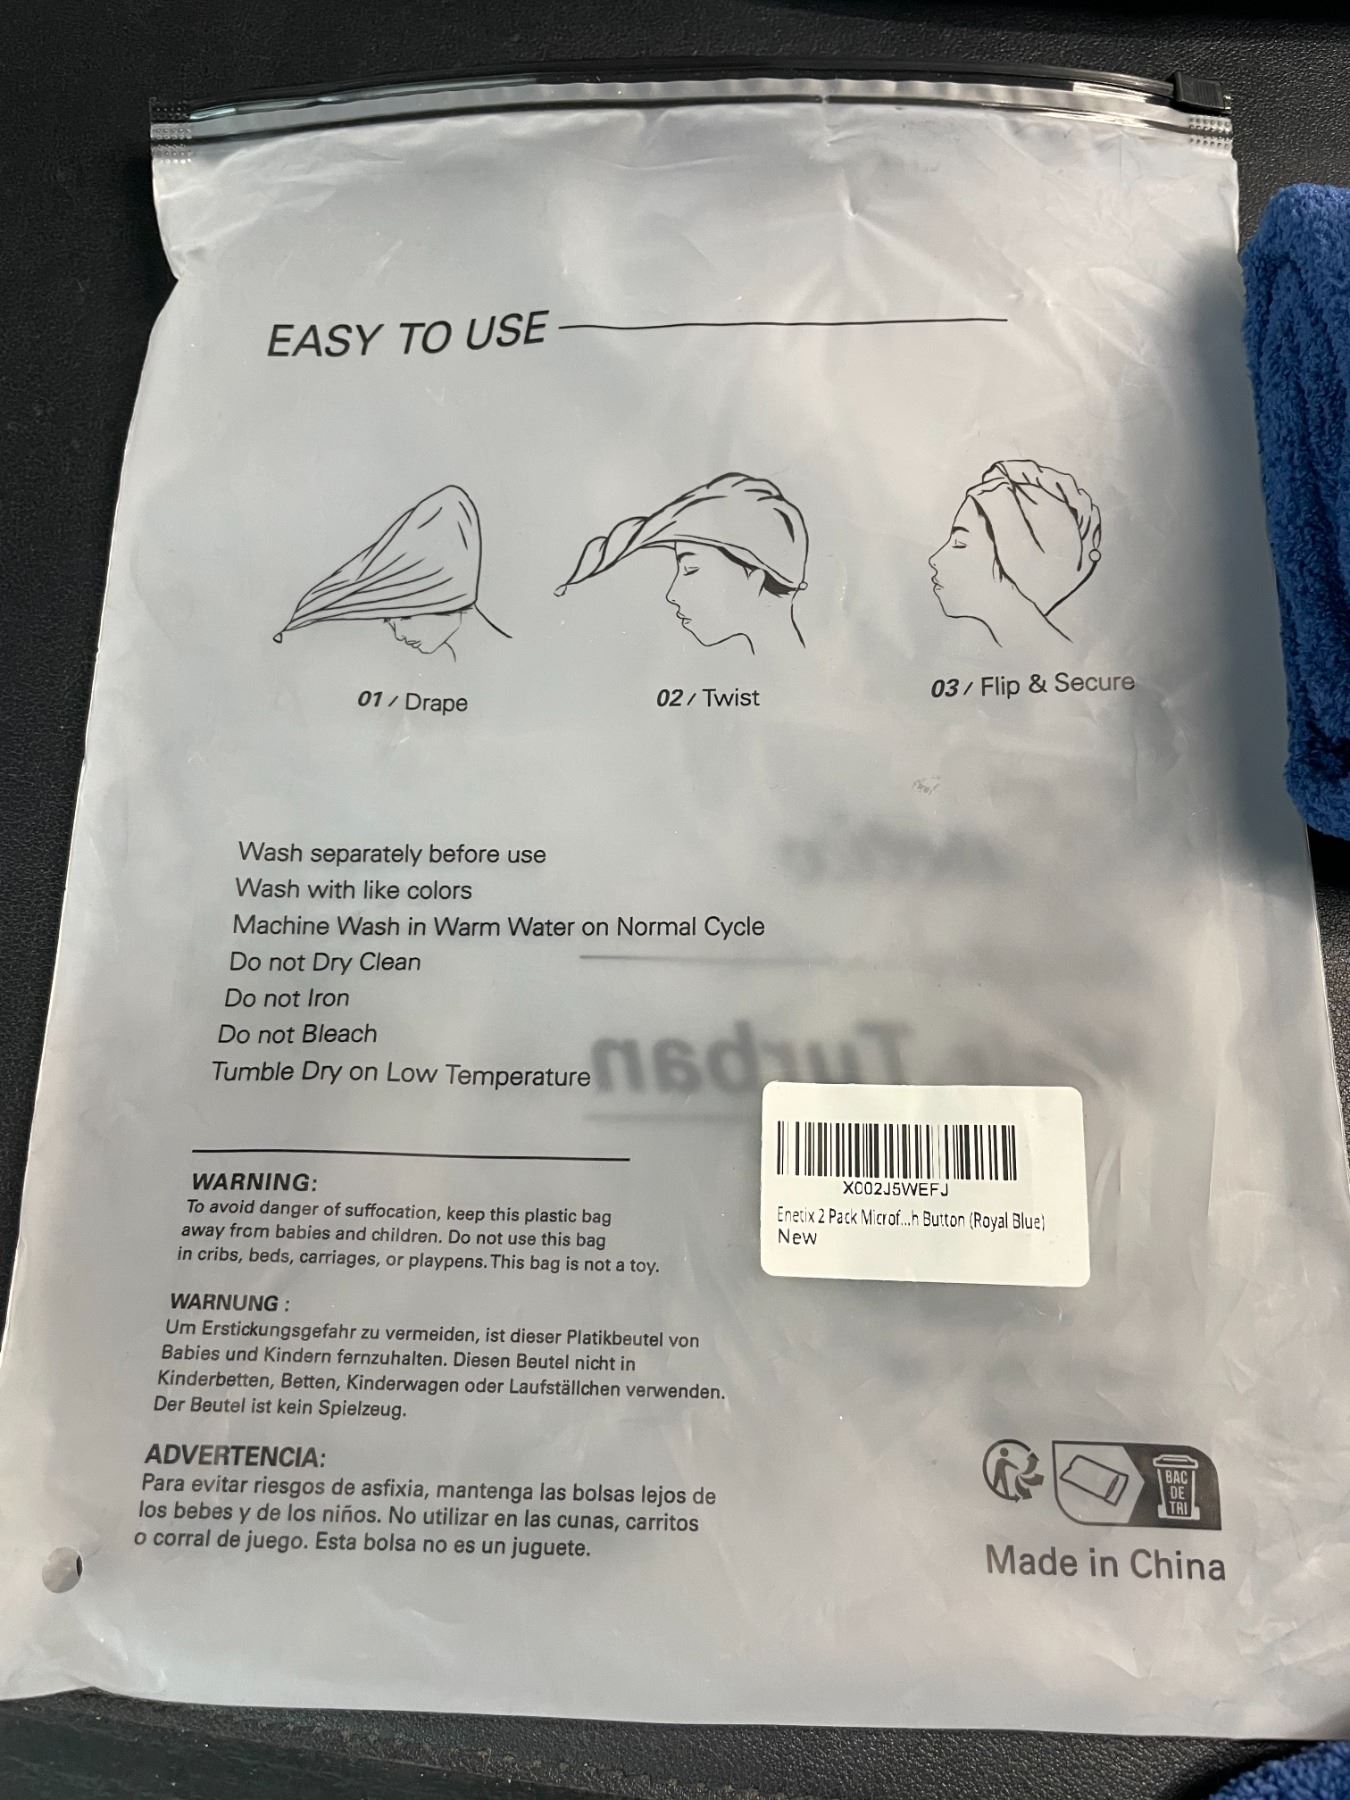 EASY TO USE
01 / Drape
02 / Twist
03 / Flip & Secure
Wash separately before use
Wash with like colors
Machine Wash in Warm Water on Normal Cycle
Do not Dry Clean
Do not Iron
Do not Bleach
Tumble Dry on Low Temperature
Turban
X002J5WEFJ
Enetix 2 Pack Microf...h Button (Royal Blue)
New
WARNING:
To avoid danger of suffocation, keep this plastic bag
away from babies and children. Do not use this bag
in cribs, beds, carriages, or playpens. This bag is not a toy.
WARNUNG :
Um Erstickungsgefahr zu vermeiden, ist dieser Platikbeutel von
Babies und Kindern fernzuhalten. Diesen Beutel nicht in
Kinderbetten, Betten, Kinderwagen oder Laufställchen verwenden.
Der Beutel ist kein Spielzeug.
ADVERTENCIA:
Para evitar riesgos de asfixia, mantenga las bolsas lejos de
los bebes y de los niños. No utilizar en las cunas, carritos
o corral de juego. Esta bolsa no es un juguete.
BAC
DE
TRI
Made in China